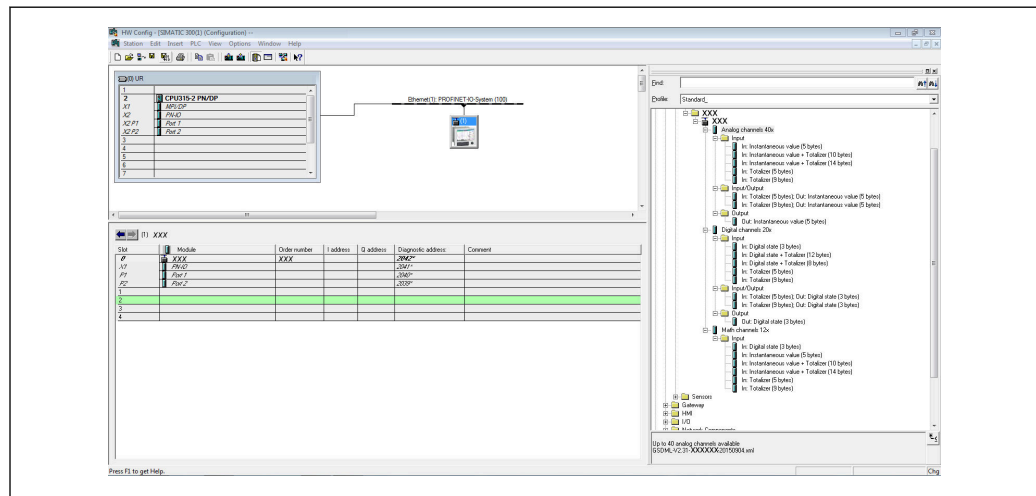 HW Config - [SIMATIC 300(1) (Configuration) --
Station Edit Insert PLC View Options Window Help
(0) UR
1
2 CPU315-2 PN/DP
X1 MPI/DP
X2 PN-IO
X2 P1 Port 1
X2 P2 Port 2
3
4
5
6
7
Ethernet(1): PROFINET-IO-System (100)
(1)
(1) XXX
Slot Module Order number I address Q address Diagnostic address: Comment
0 XXX XXX 2042*
X1 PN-IO 2041*
P1 Port 1 2040*
P2 Port 2 2039*
1
2
3
4
Find:
Profile: Standard_
XXX
XXX
Analog channels 40x
Input
In: Instantaneous value (5 bytes)
In: Instantaneous value + Totalizer (10 bytes)
In: Instantaneous value + Totalizer (14 bytes)
In: Totalizer (5 bytes)
In: Totalizer (9 bytes)
Input/Output
In: Totalizer (5 bytes); Out: Instantaneous value (5 bytes)
In: Totalizer (9 bytes); Out: Instantaneous value (5 bytes)
Output
Out: Instantaneous value (5 bytes)
Digital channels 20x
Input
In: Digital state (3 bytes)
In: Digital state + Totalizer (12 bytes)
In: Digital state + Totalizer (8 bytes)
In: Totalizer (5 bytes)
In: Totalizer (9 bytes)
Input/Output
In: Totalizer (5 bytes); Out: Digital state (3 bytes)
In: Totalizer (9 bytes); Out: Digital state (3 bytes)
Output
Out: Digital state (3 bytes)
Math channels 12x
Input
In: Digital state (3 bytes)
In: Instantaneous value (5 bytes)
In: Instantaneous value + Totalizer (10 bytes)
In: Instantaneous value + Totalizer (14 bytes)
In: Totalizer (5 bytes)
In: Totalizer (9 bytes)
Sensors
Gateway
HMI
I/O
Network Components
Up to 40 analog channels available
GSDML-V2.31-XXXXXX-20150904.xml
Press F1 to get Help.
Chg